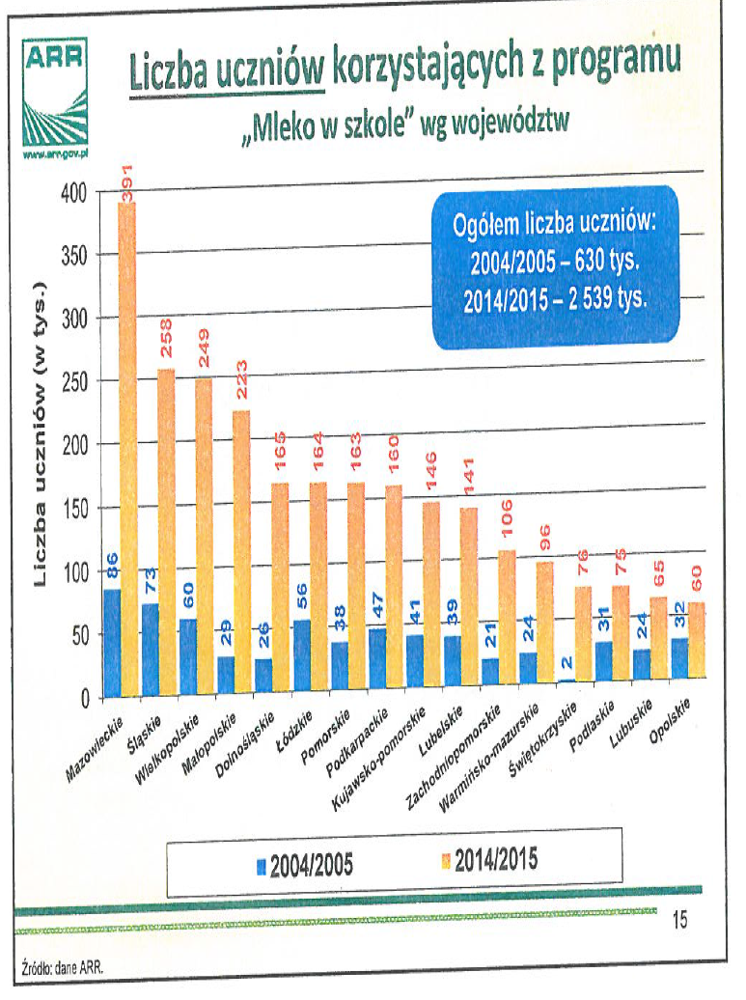 ARR
www.arr.gov.pl
Liczba uczniów korzystających z programu
„Mleko w szkole” wg województw
Ogółem liczba uczniów:
2004/2005 – 630 tys.
2014/2015 – 2 539 tys.
Liczba uczniów (w tys.)
400
350
300
250
200
150
100
50
0
86
391
73
258
60
249
29
223
26
165
56
164
38
163
47
160
41
146
39
141
21
106
24
96
2
76
31
75
24
65
32
60
Mazowieckie
Śląskie
Wielkopolskie
Małopolskie
Dolnośląskie
Łódzkie
Pomorskie
Podkarpackie
Kujawsko-pomorskie
Lubelskie
Zachodniopomorskie
Warmińsko-mazurskie
Świętokrzyskie
Podlaskie
Lubuskie
Opolskie
2004/2005
2014/2015
15
Źródło: dane ARR.